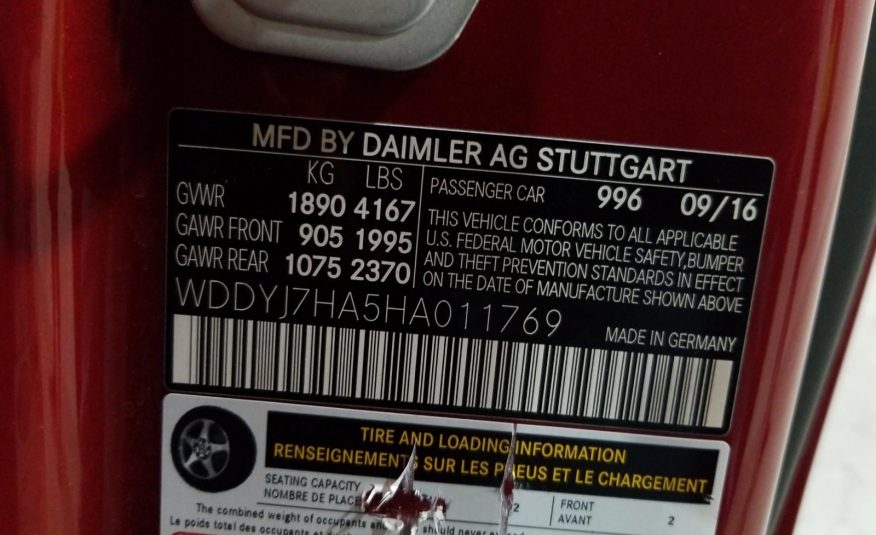 MFD BY DAIMLER AG STUTTGART
KG LBS
GVWR 1890 4167
GAWR FRONT 905 1995
GAWR REAR 1075 2370
PASSENGER CAR 996 09/16
THIS VEHICLE CONFORMS TO ALL APPLICABLE
U.S. FEDERAL MOTOR VEHICLE SAFETY,BUMPER
AND THEFT PREVENTION STANDARDS IN EFFECT
ON THE DATE OF MANUFACTURE SHOWN ABOVE
WDDYJ7HA5HA011769
MADE IN GERMANY
TIRE AND LOADING INFORMATION
RENSEIGNEMENTS SUR LES PNEUS ET LE CHARGEMENT
SEATING CAPACITY
NOMBRE DE PLACE
2
FRONT
AVANT
2
The combined weight of occupants and should never
Le poids total des occupants et